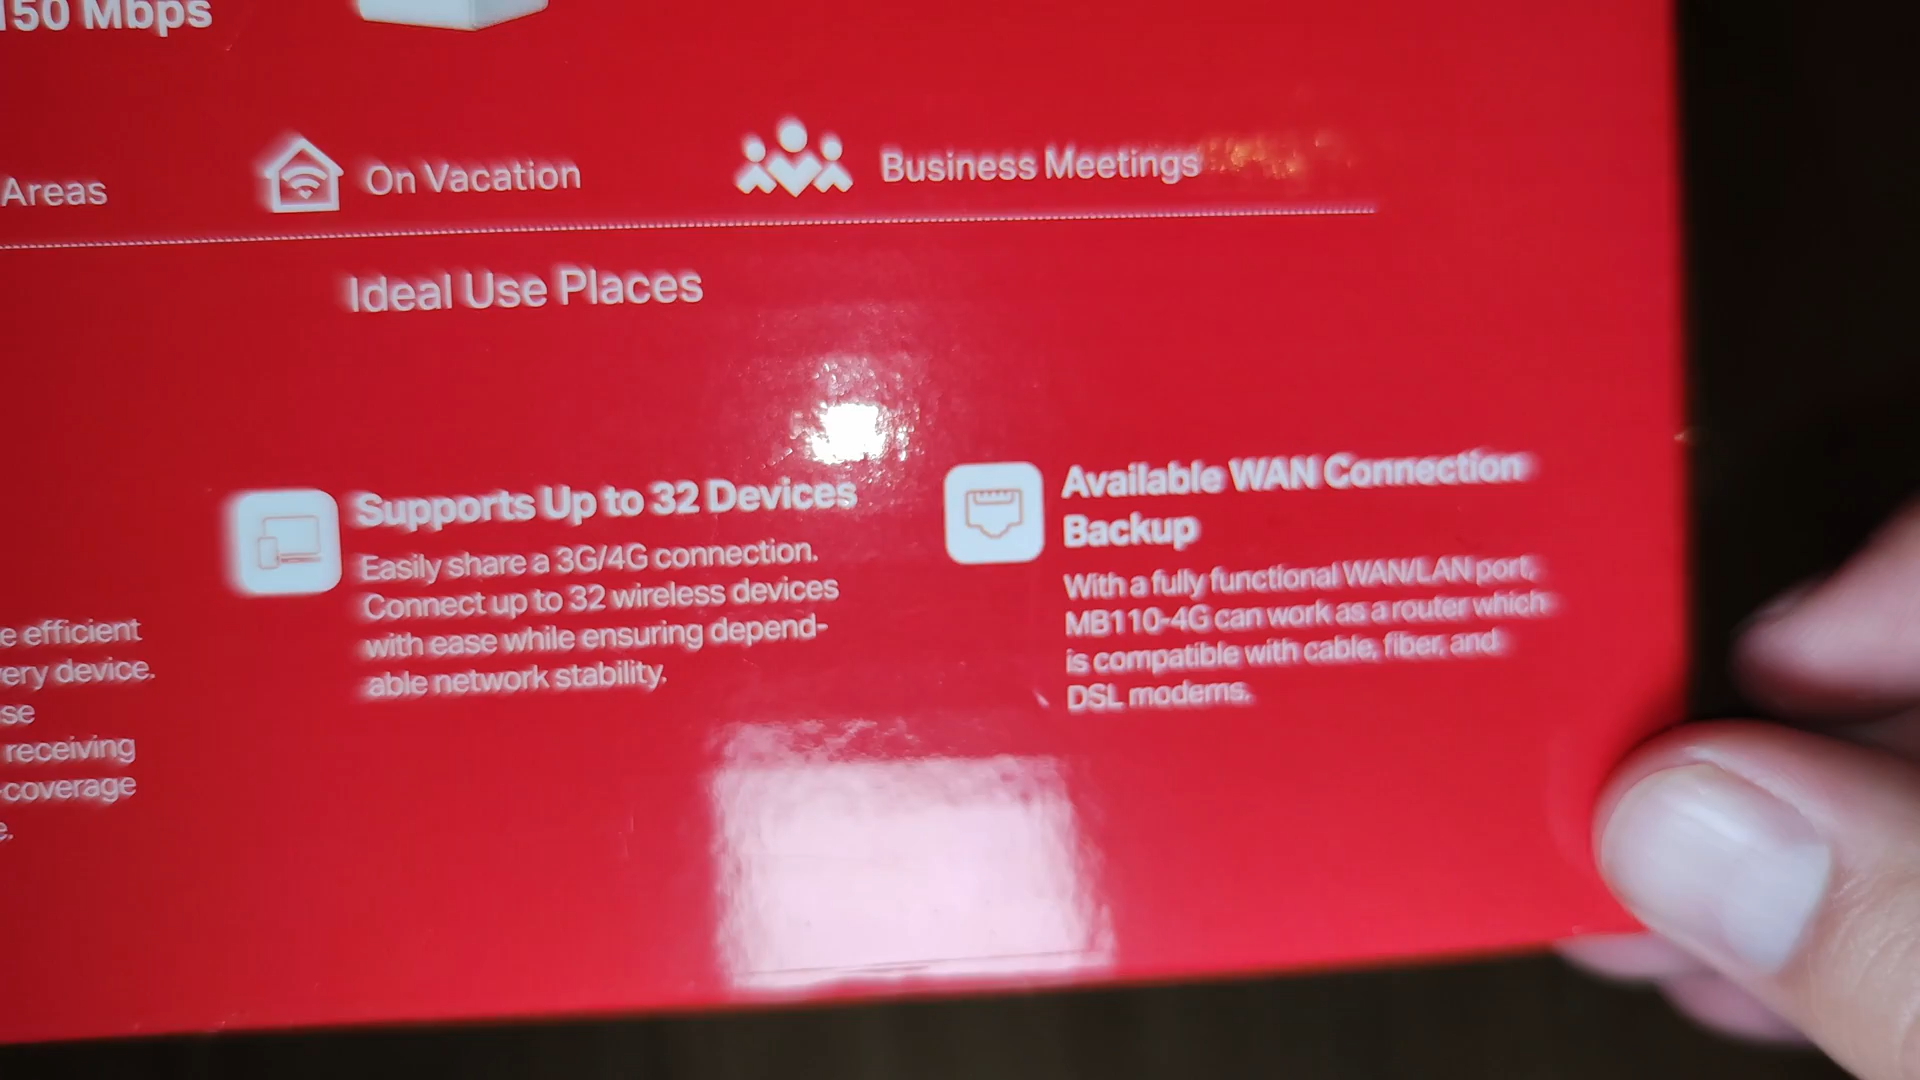 150 Mbps
Areas
On Vacation
Business Meetings
Ideal Use Places
e efficient
very device.
se
receiving
-coverage
e.
Supports Up to 32 Devices
Easily share a 3G/4G connection.
Connect up to 32 wireless devices
with ease while ensuring depend-
able network stability.
Available WAN Connection
Backup
With a fully functional WAN/LAN port,
MB110-4G can work as a router which
is compatible with cable, fiber, and
DSL modems.